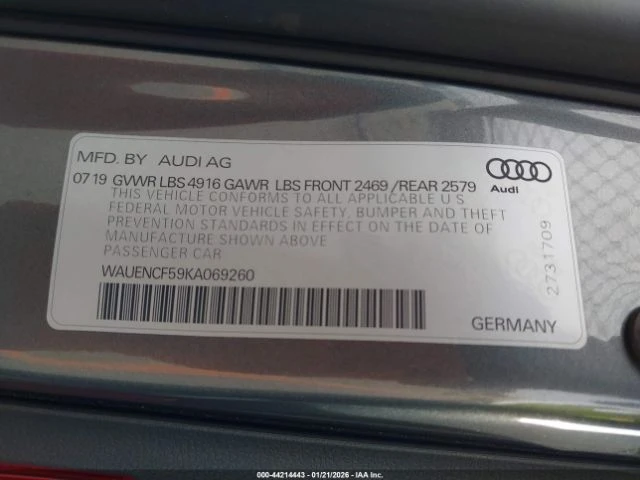 MFD. BY AUDI AG
07 19 GVWR LBS 4916 GAWR LBS FRONT 2469 /REAR 2579
THIS VEHICLE CONFORMS TO ALL APPLICABLE U S
FEDERAL MOTOR VEHICLE SAFETY, BUMPER AND THEFT
PREVENTION STANDARDS IN EFFECT ON THE DATE OF
MANUFACTURE SHOWN ABOVE
PASSENGER CAR
WAUENCF59KA069260
Audi
2731709
GERMANY
000-44214443 - 01/21/2026 - IAA Inc.